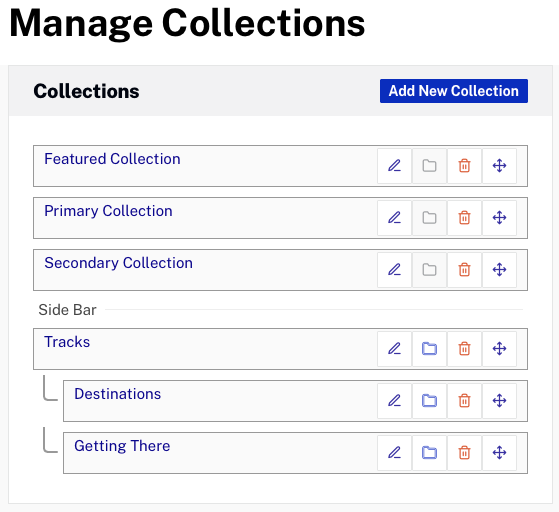 Manage Collections
Collections
Add New Collection
Featured Collection
Primary Collection
Secondary Collection
Side Bar
Tracks
Destinations
Getting There